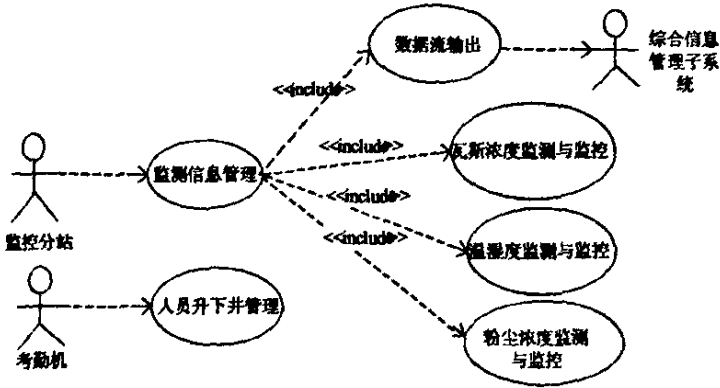 数据流输出
综合信息
管理子系
统
<<include>>
<<include>>
瓦斯浓度监测与监控
监测信息管理
<<include>>
<<include>>
监控分站
温湿度监测与监控
人员升下井管理
粉尘浓度监测
与监控
考勤机